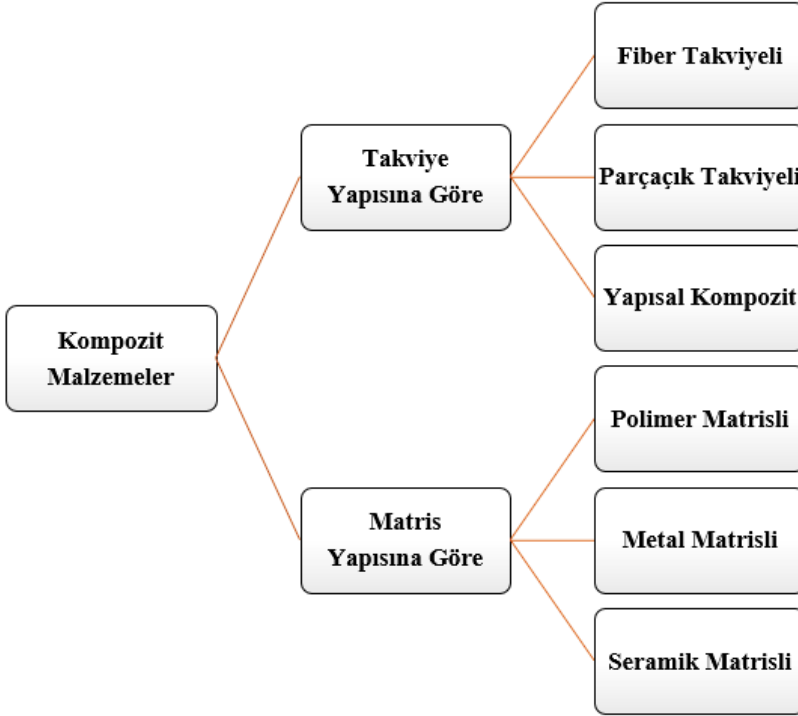 Kompozit
Malzemeler
Takviye
Yapısına Göre
Fiber Takviyeli
Parçaçık Takviyeli
Yapısal Kompozit
Matris
Yapısına Göre
Polimer Matrisli
Metal Matrisli
Seramik Matrisli